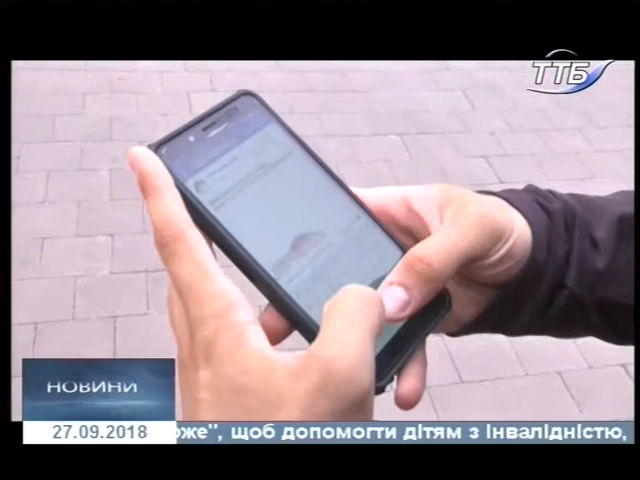 ТТБ
НОВИНИ
27.09.2018
оже", щоб допомогти дітям з інвалідністю,